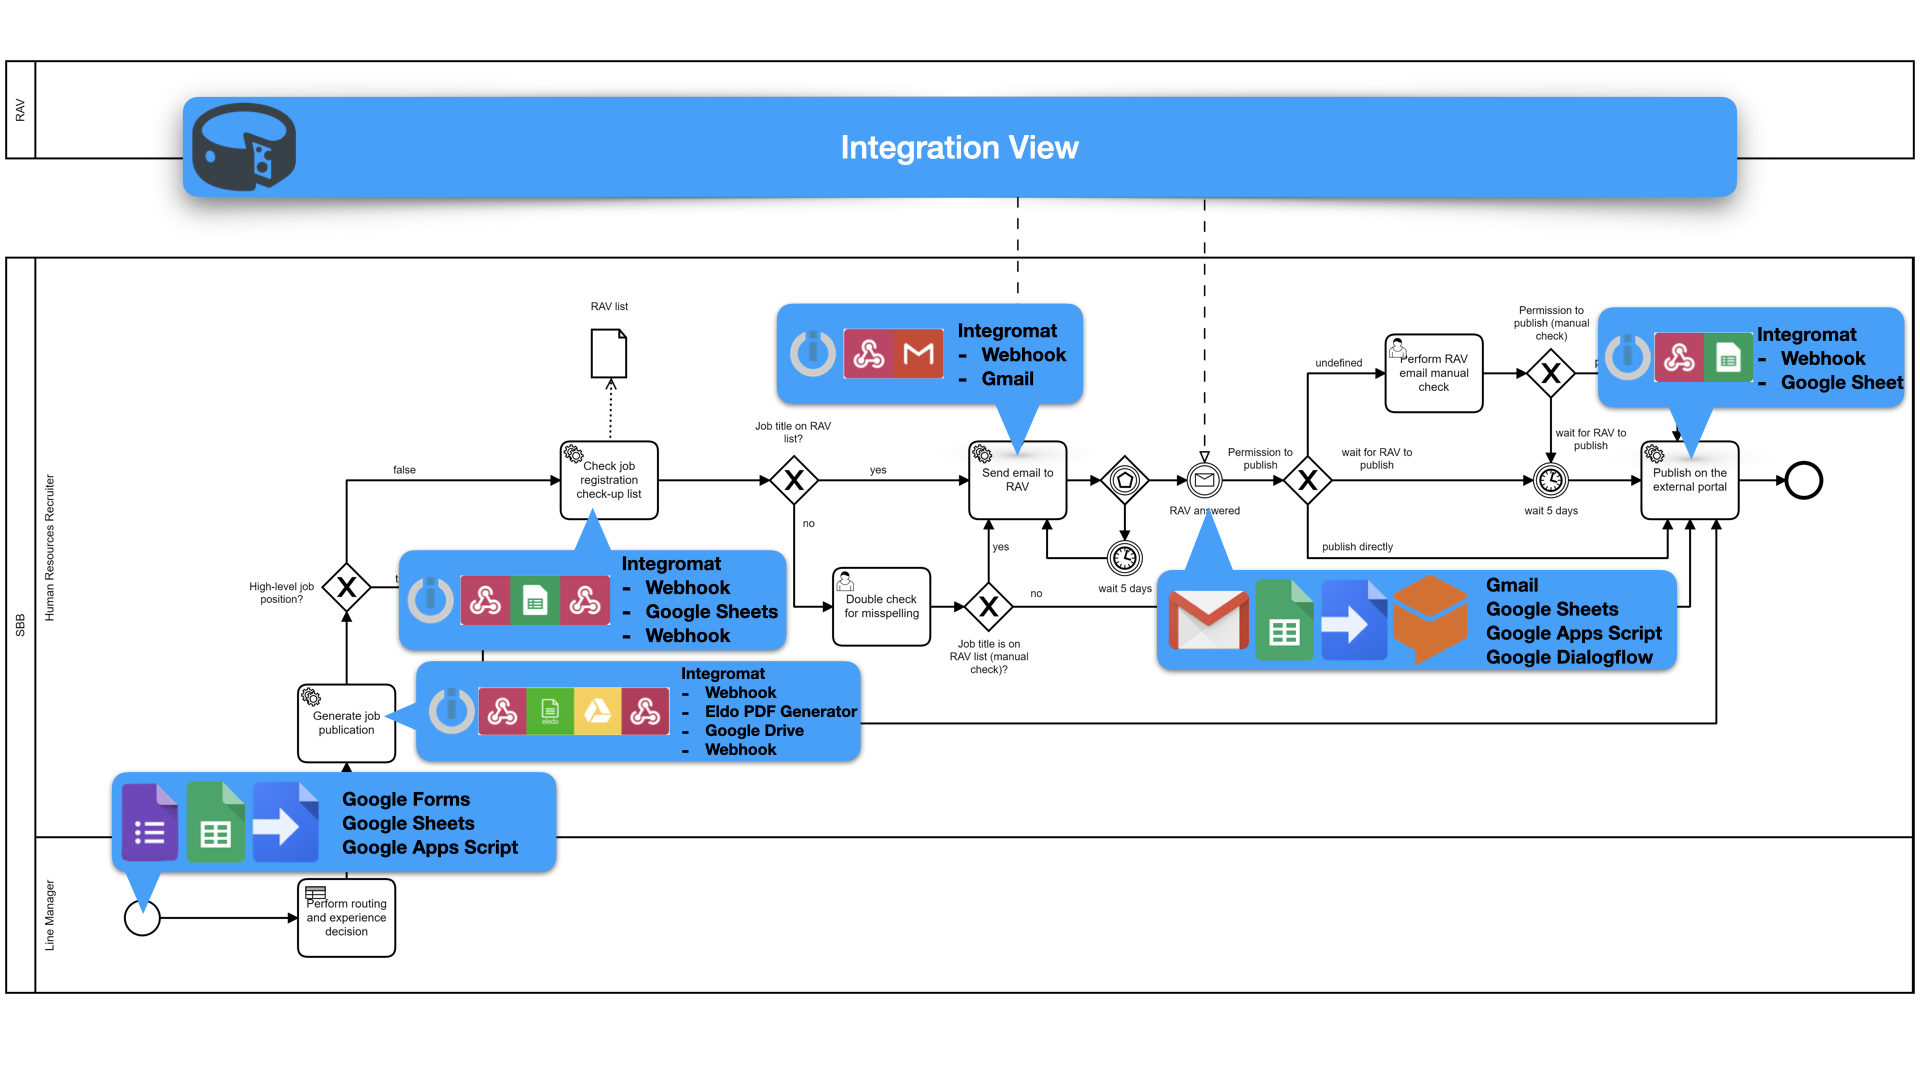 RAV
Integration View
SBB
Human Resources Recruiter
Line Manager
RAV list
Integromat
- Webhook
- Gmail
Permission to
publish (manual
check)
Integromat
- Webhook
- Google Sheet
undefined
Perform RAV
email manual
check
Job title on RAV
list?
false
Check job
registration
check-up list
yes
no
Send email to
RAV
RAV answered
Permission to
publish
wait for RAV to
publish
wait for RAV to
publish
wait 5 days
Publish on the
external portal
publish directly
yes
wait 5 days
High-level job
position?
Integromat
- Webhook
- Google Sheets
- Webhook
Double check
for misspelling
no
Job title is on
RAV list (manual
check)?
Gmail
Google Sheets
Google Apps Script
Google Dialogflow
Generate job
publication
eledo
Integromat
- Webhook
- Eldo PDF Generator
- Google Drive
- Webhook
Google Forms
Google Sheets
Google Apps Script
Perform routing
and experience
decision